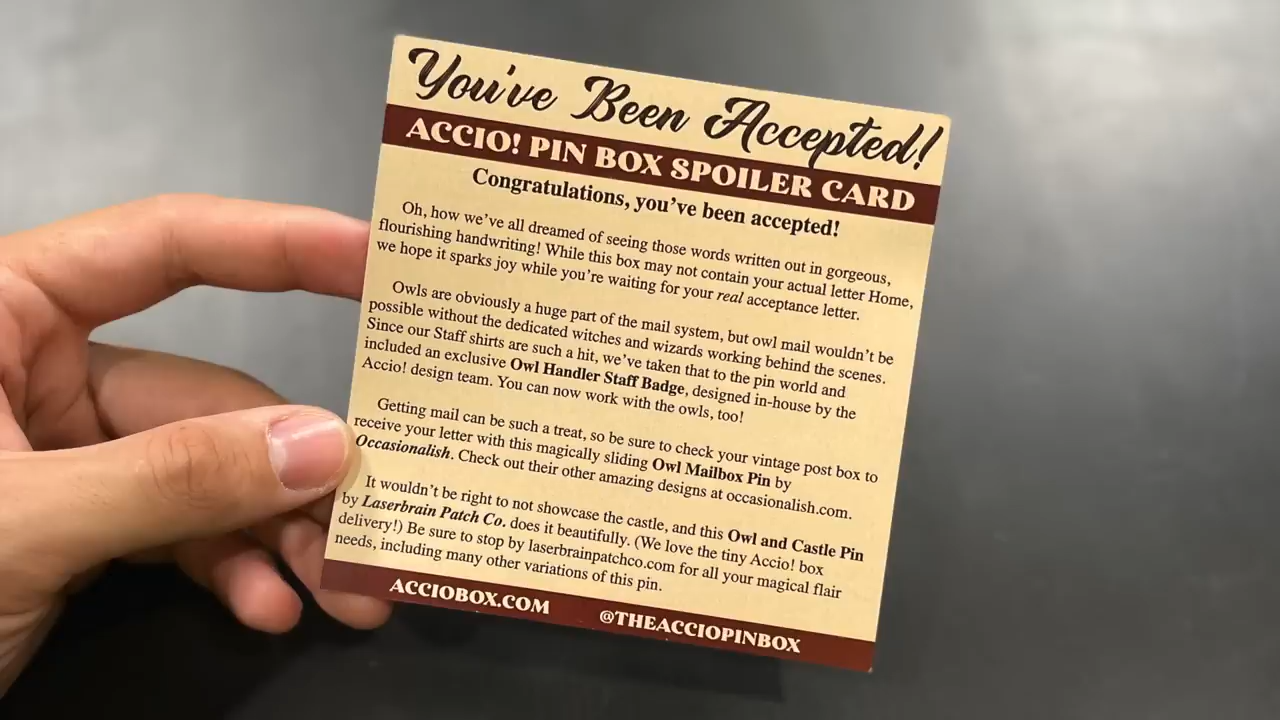 You've Been Accepted!
ACCIO! PIN BOX SPOILER CARD
Congratulations, you've been accepted!
Oh, how we've all dreamed of seeing those words written out in gorgeous,
flourishing handwriting! While this box may not contain your actual letter Home,
we hope it sparks joy while you're waiting for your real acceptance letter.
Owls are obviously a huge part of the mail system, but owl mail wouldn't be
possible without the dedicated witches and wizards working behind the scenes.
Since our Staff shirts are such a hit, we've taken that to the pin world and
included an exclusive Owl Handler Staff Badge, designed in-house by the
Accio! design team. You can now work with the owls, too!
Getting mail can be such a treat, so be sure to check your vintage post box to
receive your letter with this magically sliding Owl Mailbox Pin by
Occasionalish. Check out their other amazing designs at occasionalish.com.
It wouldn't be right to not showcase the castle, and this Owl and Castle Pin
by Laserbrain Patch Co. does it beautifully. (We love the tiny Accio! box
delivery!) Be sure to stop by laserbrainpatchco.com for all your magical flair
needs, including many other variations of this pin.
ACCIOBOX.COM @THEACCIOPINBOX